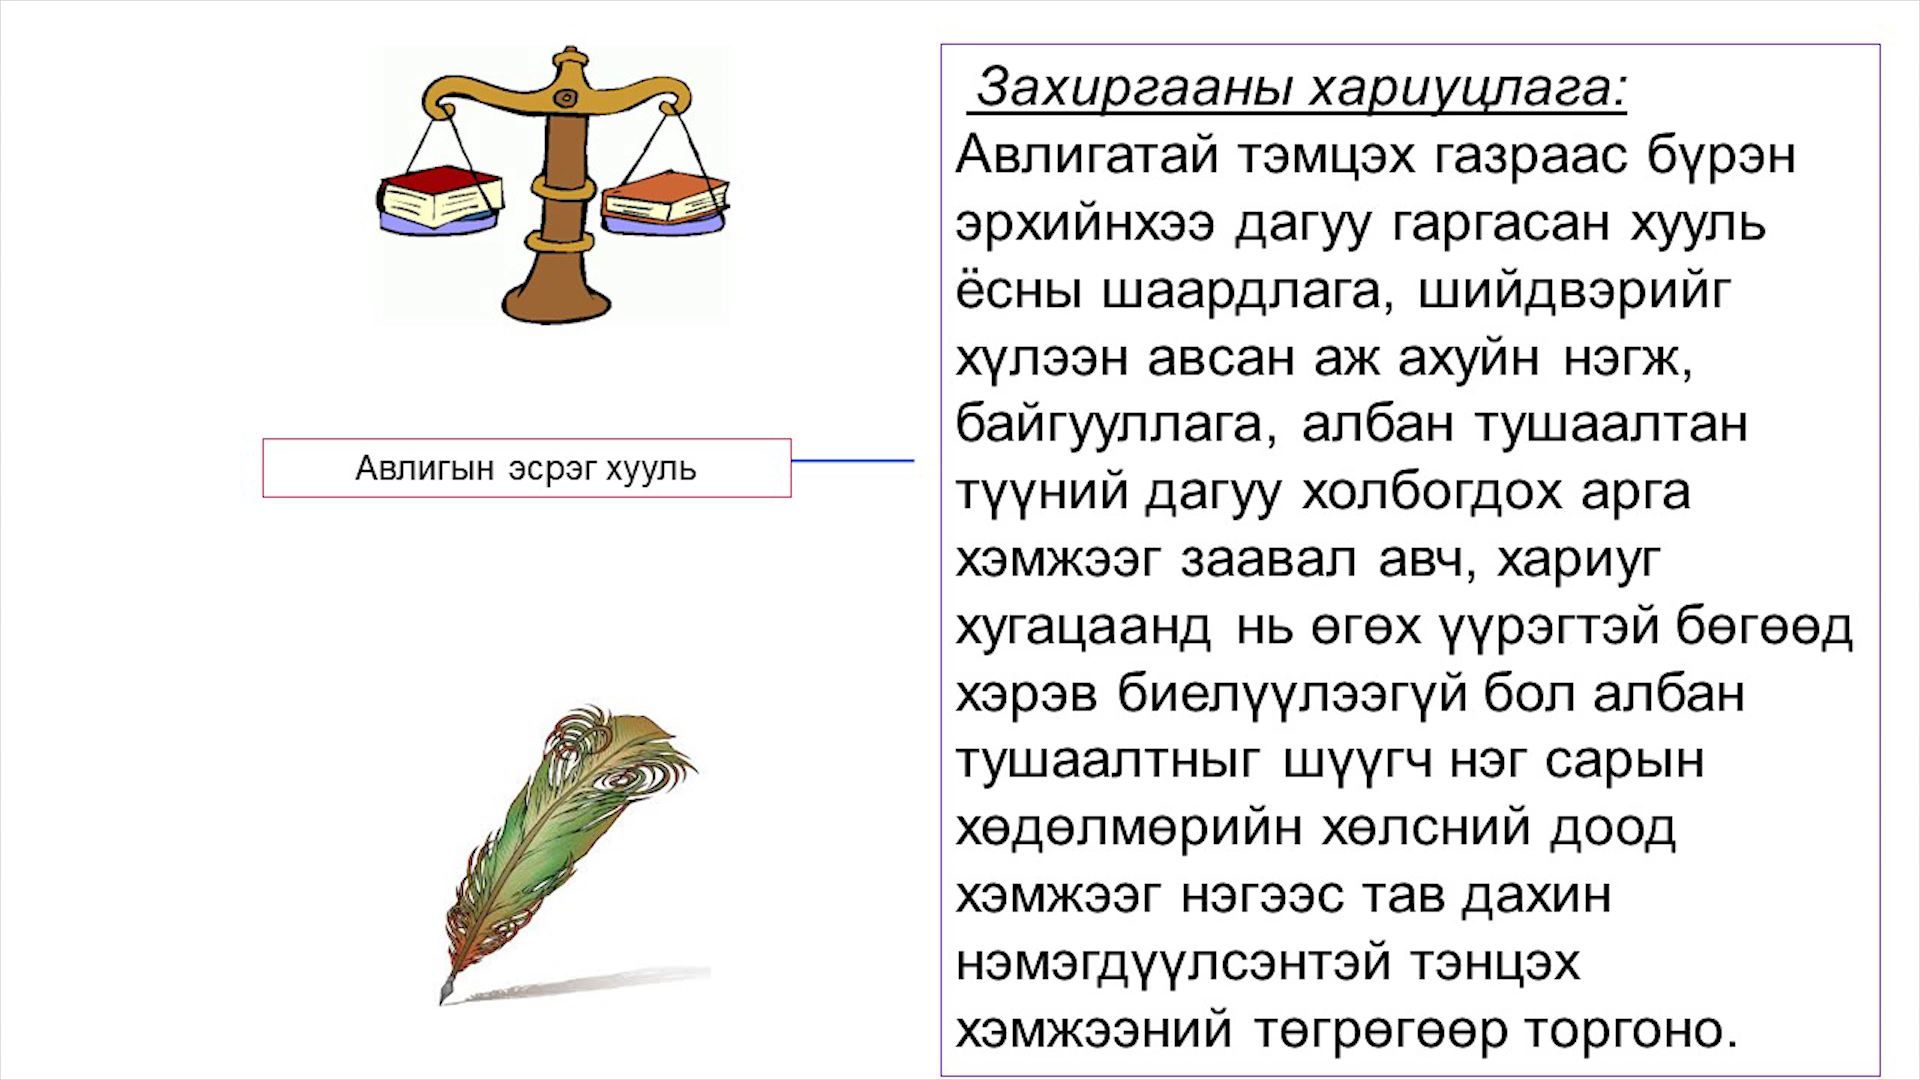 Авлигын эсрэг хууль
Захиргааны хариуцлага:
Авлигатай тэмцэх газраас бүрэн
эрхийнхээ дагуу гаргасан хууль
ёсны шаардлага, шийдвэрийг
хүлээн авсан аж ахуйн нэгж,
байгууллага, албан тушаалтан
түүний дагуу холбогдох арга
хэмжээг заавал авч, хариуг
хугацаанд нь өгөх үүрэгтэй бөгөөд
хэрэв биелүүлээгүй бол албан
тушаалтныг шүүгч нэг сарын
хөдөлмөрийн хөлсний доод
хэмжээг нэгээс тав дахин
нэмэгдүүлсэнтэй тэнцэх
хэмжээний төгрөгөөр торгоно.